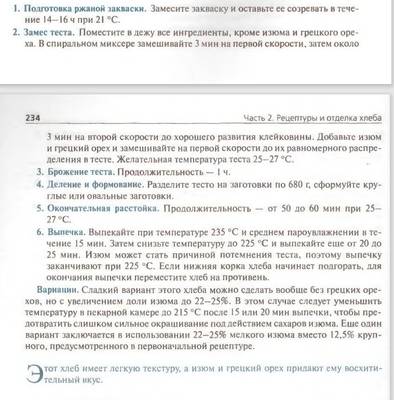 1. Подготовка ржаной закваски. Замесите закваску и оставьте ее созревать в тече-
ние 14–16 ч при 21 °С.
2. Замес теста. Поместите в дежу все ингредиенты, кроме изюма и грецкого оре-
ха. В спиральном миксере замешивайте 3 мин на первой скорости, затем около
234 Часть 2. Рецептуры и отделка хлеба
3 мин на второй скорости до хорошего развития клейковины. Добавьте изюм
и грецкий орех и замешивайте на первой скорости до их равномерного распре-
деления в тесте. Желательная температура теста 25–27 °С.
3. Брожение теста. Продолжительность — 1 ч.
4. Деление и формование. Разделите тесто на заготовки по 680 г, сформуйте круг-
лые или овальные заготовки.
5. Окончательная расстойка. Продолжительность — от 50 до 60 мин при 25–
27 °С.
6. Выпечка. Выпекайте при температуре 235 °С и среднем пароувлажнении в те-
чение 15 мин. Затем снизьте температуру до 225 °С и выпекайте еще от 20 до
25 мин. Изюм может стать причиной потемнения теста, поэтому выпечку
заканчивают при 225 °С. Если нижняя корка хлеба начинает подгорать, для
окончания выпечки переместите хлеб на противень.
Вариации. Сладкий вариант этого хлеба можно сделать вообще без грецких оре-
хов, но с увеличением доли изюма до 22–25%. В этом случае следует уменьшить
температуру в пекарной камере до 215 °С после 15 или 20 мин выпечки, чтобы пре-
дотвратить слишком сильное окрашивание под действием сахаров изюма. Еще один
вариант заключается в использовании 22–25% мелкого изюма вместо 12,5% круп-
ного, предусмотренного в первоначальной рецептуре.
Этот хлеб имеет легкую текстуру, а изюм и грецкий орех придают ему восхити-
тельный вкус.